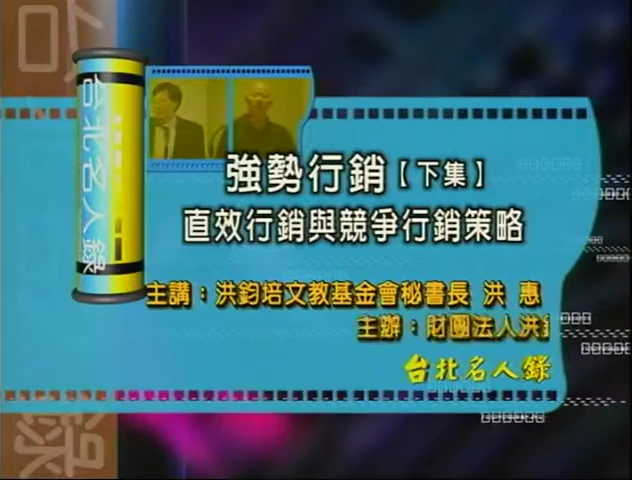 台北名人錄
強勢行銷【下集】
直效行銷與競爭行銷策略
主講：洪鈞培文教基金會秘書長 洪 惠
主辦：財團法人洪
台北名人錄
台
錄